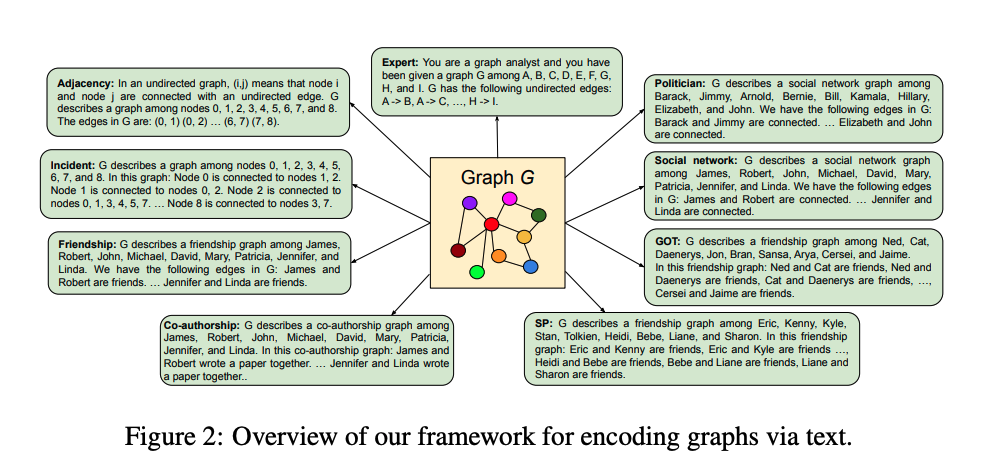 Expert: You are a graph analyst and you have
been given a graph G among A, B, C, D, E, F, G,
H, and I. G has the following undirected edges:
A -> B, A -> C, …, H -> I.
Adjacency: In an undirected graph, (i,j) means that node i
and node j are connected with an undirected edge. G
describes a graph among nodes 0, 1, 2, 3, 4, 5, 6, 7, and 8.
The edges in G are: (0, 1) (0, 2) … (6, 7) (7, 8).
Incident: G describes a graph among nodes 0, 1, 2, 3, 4, 5,
6, 7, and 8. In this graph: Node 0 is connected to nodes 1, 2.
Node 1 is connected to nodes 0, 2. Node 2 is connected to
nodes 0, 1, 3, 4, 5, 7. … Node 8 is connected to nodes 3, 7.
Friendship: G describes a friendship graph among James,
Robert, John, Michael, David, Mary, Patricia, Jennifer, and
Linda. We have the following edges in G: James and
Robert are friends. … Jennifer and Linda are friends.
Co-authorship: G describes a co-authorship graph among
James, Robert, John, Michael, David, Mary, Patricia,
Jennifer, and Linda. In this co-authorship graph: James and
Robert wrote a paper together. … Jennifer and Linda wrote
a paper together..
Graph G
Politician: G describes a social network graph among
Barack, Jimmy, Arnold, Bernie, Bill, Kamala, Hillary,
Elizabeth, and John. We have the following edges in G:
Barack and Jimmy are connected. … Elizabeth and John
are connected.
Social network: G describes a social network graph
among James, Robert, John, Michael, David, Mary,
Patricia, Jennifer, and Linda. We have the following edges
in G: James and Robert are connected. … Jennifer and
Linda are connected.
GOT: G describes a friendship graph among Ned, Cat,
Daenerys, Jon, Bran, Sansa, Arya, Cersei, and Jaime.
In this friendship graph: Ned and Cat are friends, Ned and
Daenerys are friends, Cat and Daenerys are friends, …,
Cersei and Jaime are friends.
SP: G describes a friendship graph among Eric, Kenny, Kyle,
Stan, Tolkien, Heidi, Bebe, Liane, and Sharon. In this friendship
graph: Eric and Kenny are friends, Eric and Kyle are friends …,
Heidi and Bebe are friends, Bebe and Liane are friends, Liane and
Sharon are friends.
Figure 2: Overview of our framework for encoding graphs via text.